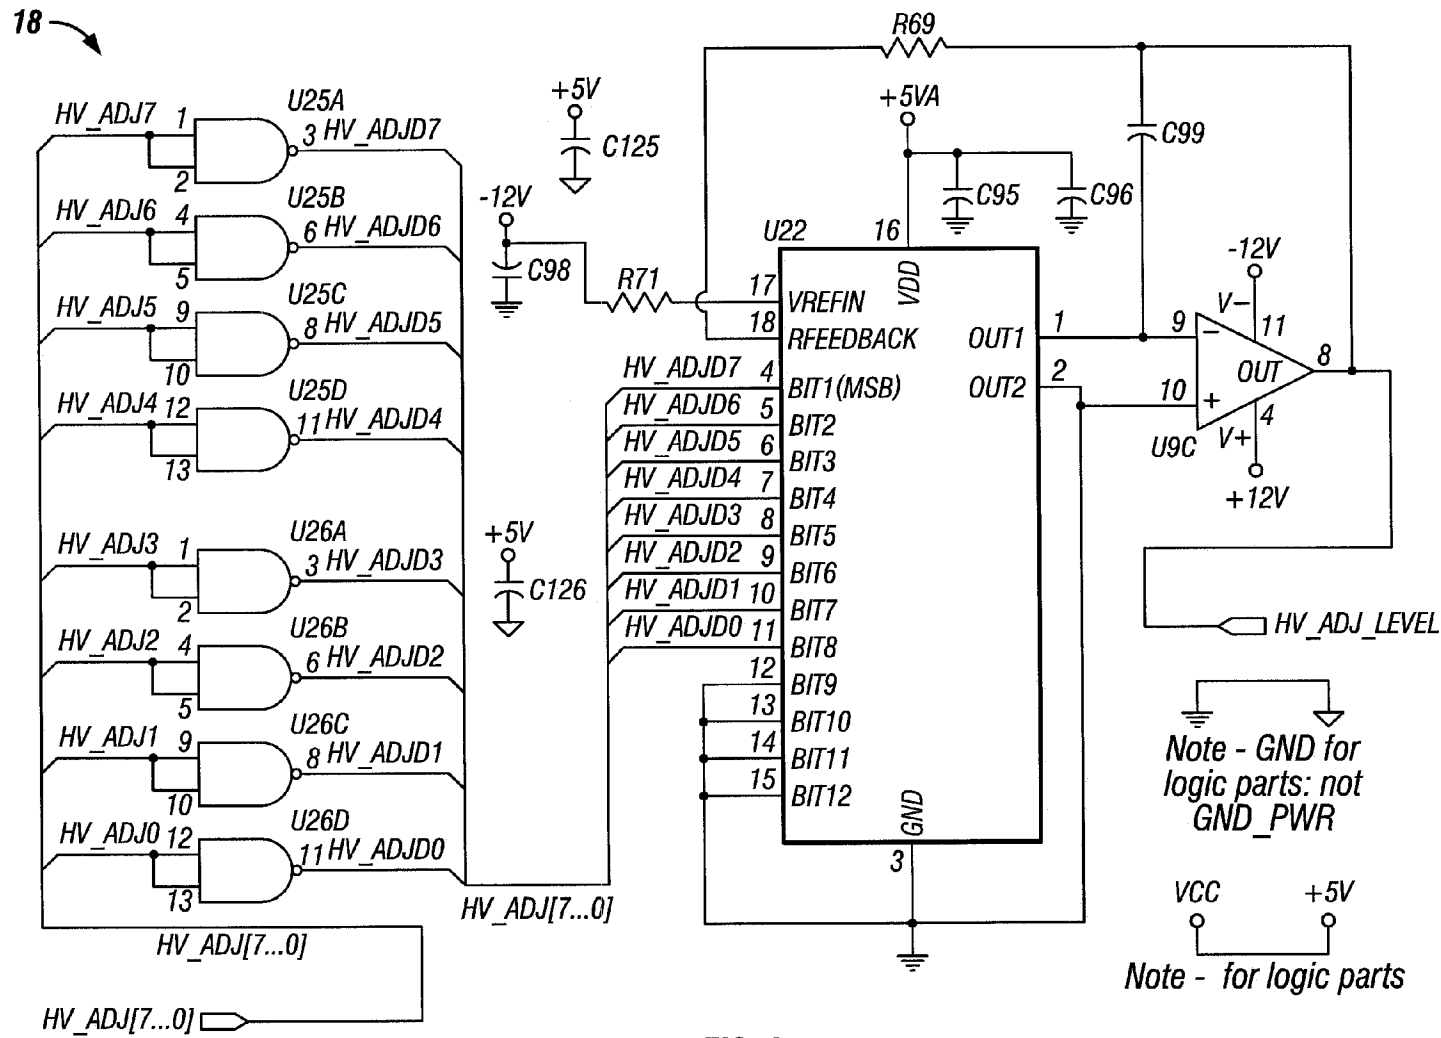 18
R69
HV_ADJ7
1
2
U25A
3 HV_ADJD7
+5V
C125
+5VA
C99
C95
C96
HV_ADJ6
4
5
U25B
6 HV_ADJD6
-12V
C98
R71
U22
16
VDD
17
VREFIN
18
RFEEDBACK
HV_ADJ5
9
10
U25C
8 HV_ADJD5
HV_ADJ4
12
13
U25D
11 HV_ADJD4
OUT1
1
OUT2
2
9
-
10
+
-12V
V-
11
OUT
8
4
V+
U9C
+12V
HV_ADJD7 4 BIT1(MSB)
HV_ADJD6 5 BIT2
HV_ADJD5 6 BIT3
HV_ADJD4 7 BIT4
HV_ADJD3 8 BIT5
HV_ADJD2 9 BIT6
HV_ADJD1 10 BIT7
HV_ADJD0 11 BIT8
12 BIT9
13 BIT10
14 BIT11
15 BIT12
GND
3
HV_ADJ3
1
2
U26A
3 HV_ADJD3
+5V
C126
HV_ADJ2
4
5
U26B
6 HV_ADJD2
HV_ADJ1
9
10
U26C
8 HV_ADJD1
HV_ADJ0
12
13
U26D
11 HV_ADJD0
HV_ADJ_LEVEL
Note - GND for
logic parts: not
GND_PWR
VCC
+5V
Note - for logic parts
HV_ADJ[7...0]
HV_ADJ[7...0]
HV_ADJ[7...0]